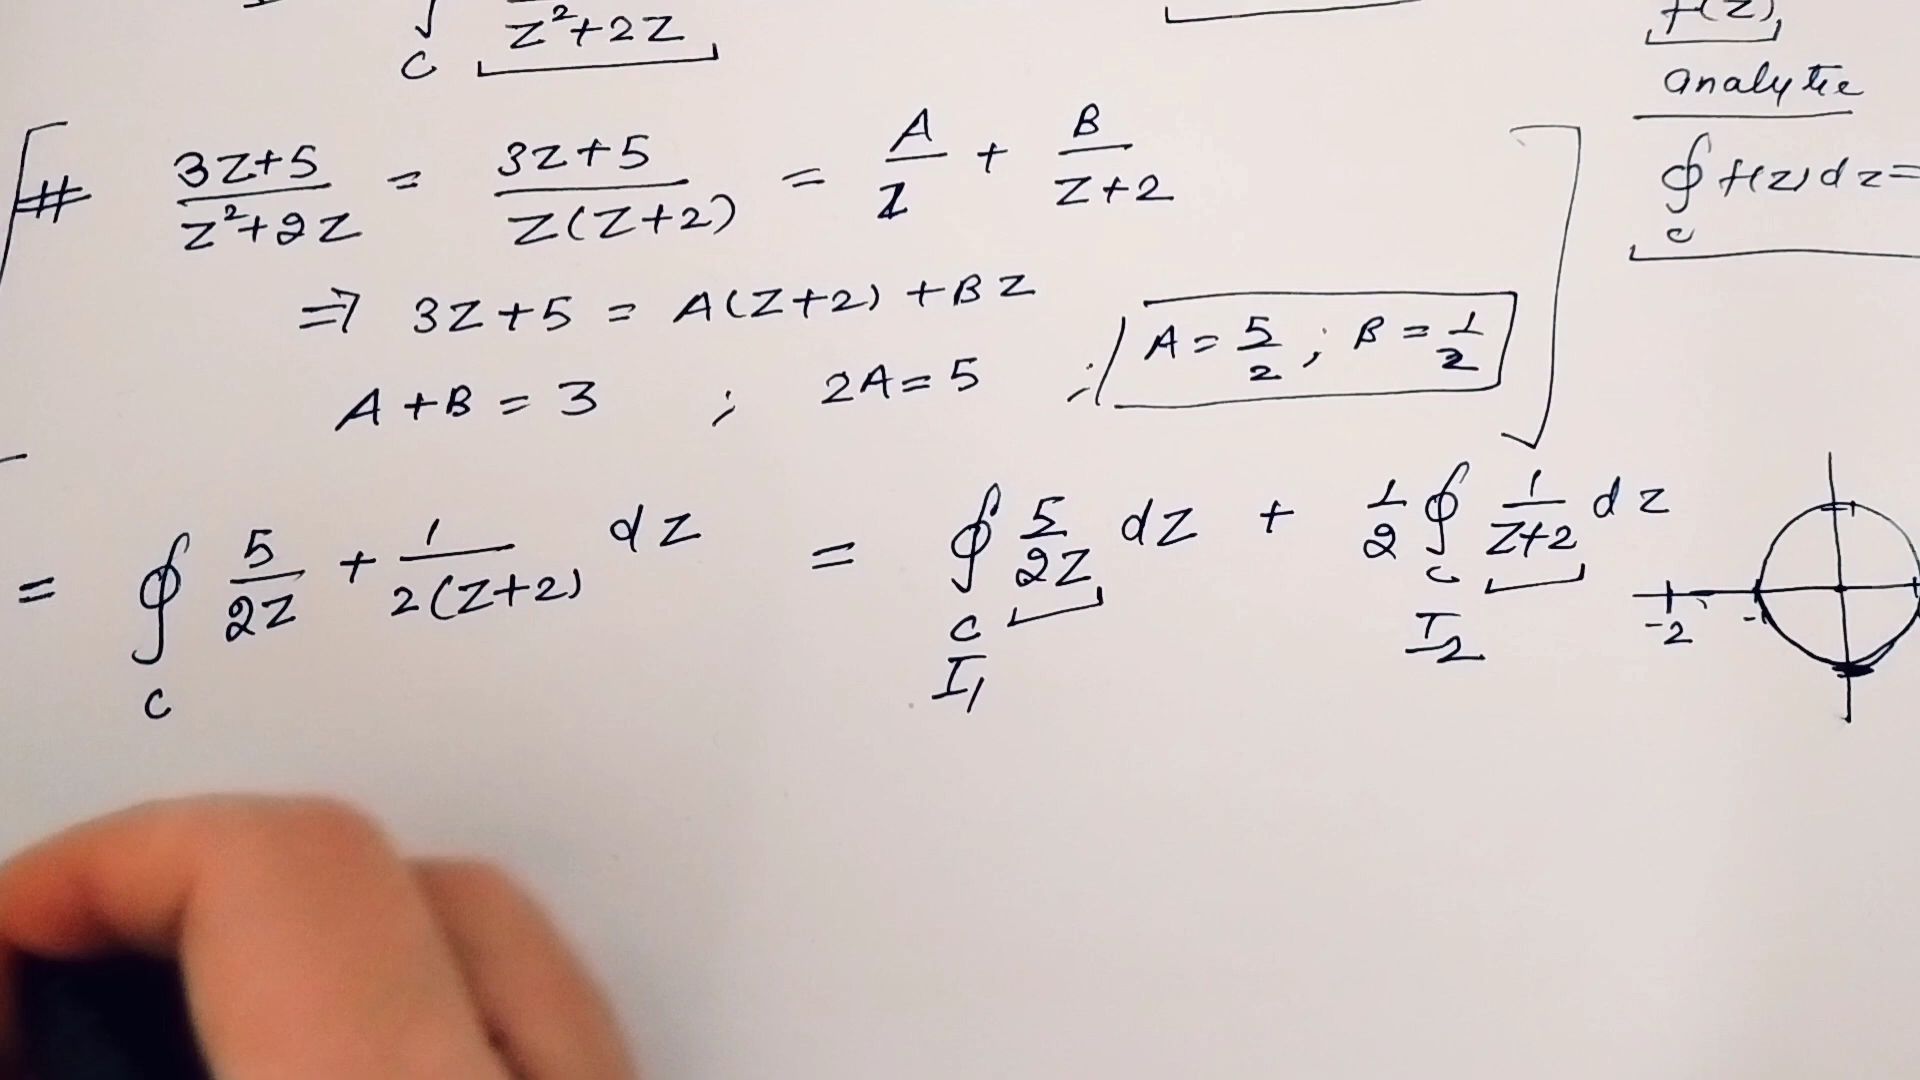 ∮ z²+2z
C
# 3z+5/z²+2z = 3z+5/z(z+2) = A/z + B/z+2
⇒ 3z+5 = A(z+2) +Bz
A+B = 3 ; 2A=5 ; A = 5/2 ; B = 1/2
= ∮ 5/2z + 1/2(z+2) dz = ∮ 5/2z dz + 1/2 ∮ 1/z+2 dz
C C C
I₁ I₂
f(z),
analytic
∮ f(z)dz=
c
-2 -1